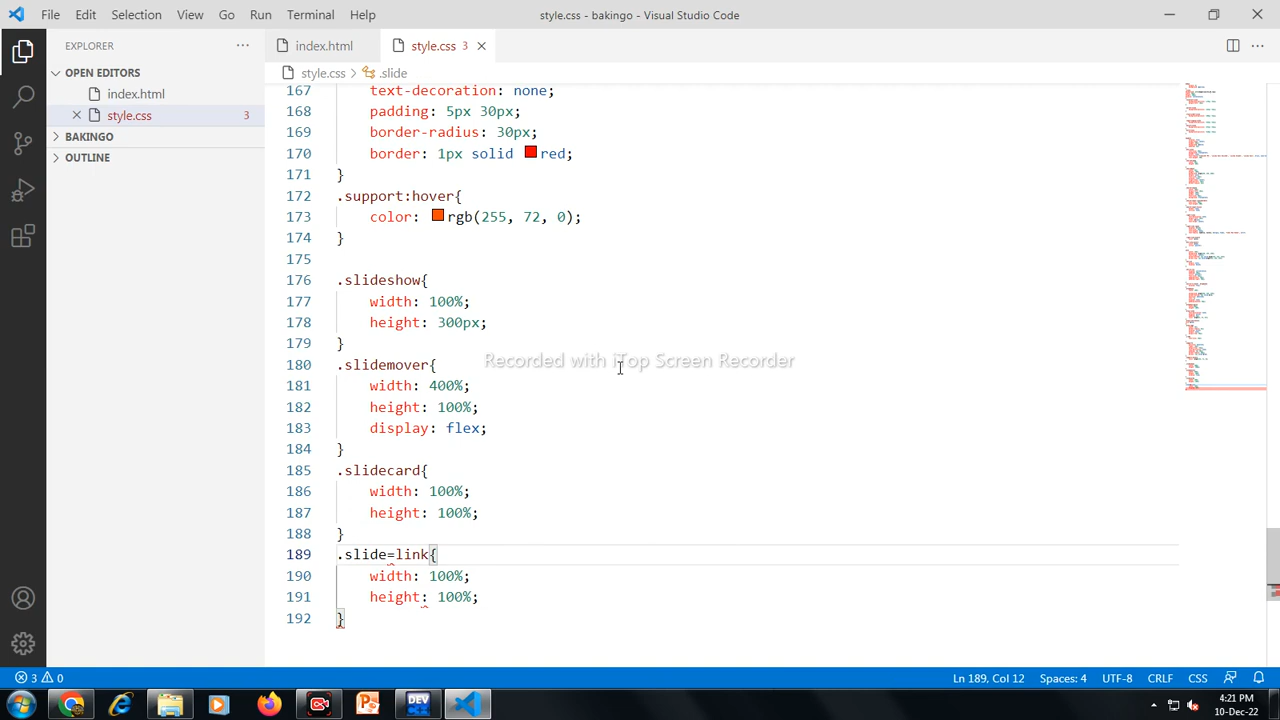 File Edit Selection View Go Run Terminal Help style.css - bakingo - Visual Studio Code
EXPLORER
index.html
style.css 3
OPEN EDITORS
style.css > .slide
index.html
style.css 3
BAKINGO
OUTLINE
167 text-decoration: none;
168 padding: 5px
169 border-radius: 50px;
170 border: 1px solid red;
171 }
172 .support:hover{
173 color: rgb(255, 72, 0);
174
175
176 .slideshow{
177 width: 100%;
178 height: 300px;
179 }
180 .slidemover{
181 width: 400%;
182 height: 100%;
183 display: flex;
184 }
185 .slidecard{
186 width: 100%;
187 height: 100%;
188 }
189 .slide=link{
190 width: 100%;
191 height: 100%;
192 }
Recorded with iTop Screen Recorder
3 0 Ln 189, Col 12 Spaces: 4 UTF-8 CRLF CSS
DEV
4:21 PM
10-Dec-22